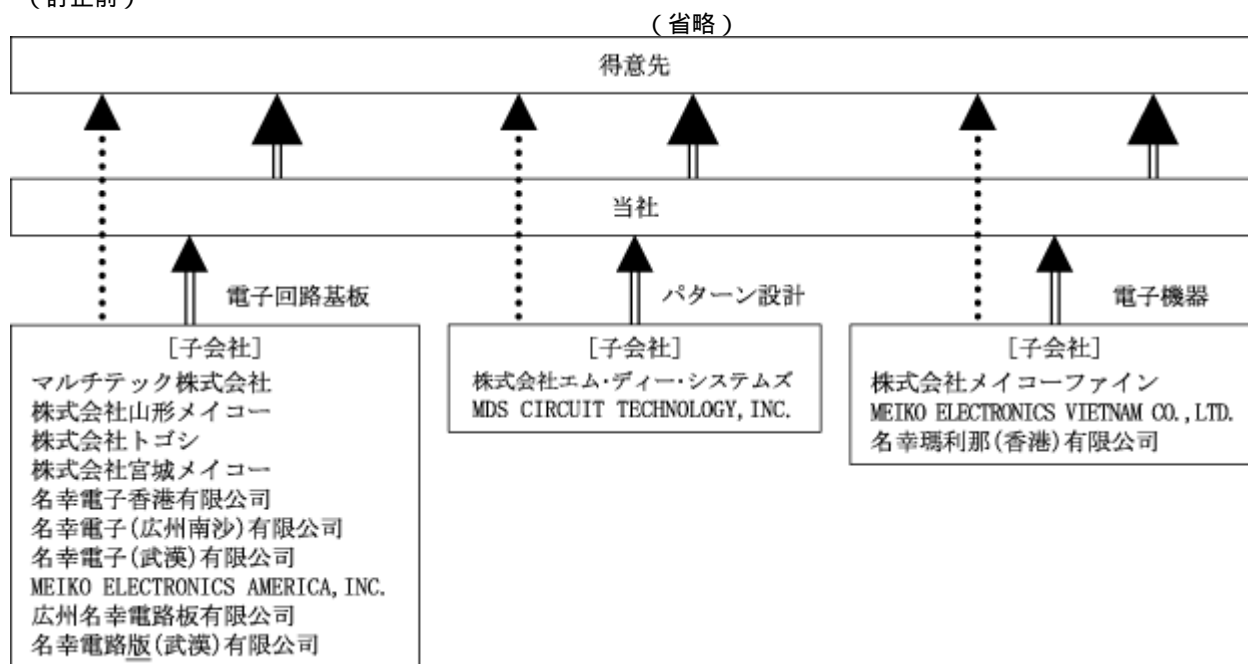 （訂正前）
（省略）
得意先
当社
電子回路基板
パターン設計
電子機器
[子会社]
マルチテック株式会社
株式会社山形メイコー
株式会社トゴシ
株式会社宮城メイコー
名幸電子香港有限公司
名幸電子(広州南沙)有限公司
名幸電子(武漢)有限公司
MEIKO ELECTRONICS AMERICA,INC.
広州名幸電路板有限公司
名幸電路版(武漢)有限公司
[子会社]
株式会社エム・ディー・システムズ
MDS CIRCUIT TECHNOLOGY,INC.
[子会社]
株式会社メイコーファイン
MEIKO ELECTRONICS VIETNAM CO.,LTD.
名幸瑪利那(香港)有限公司